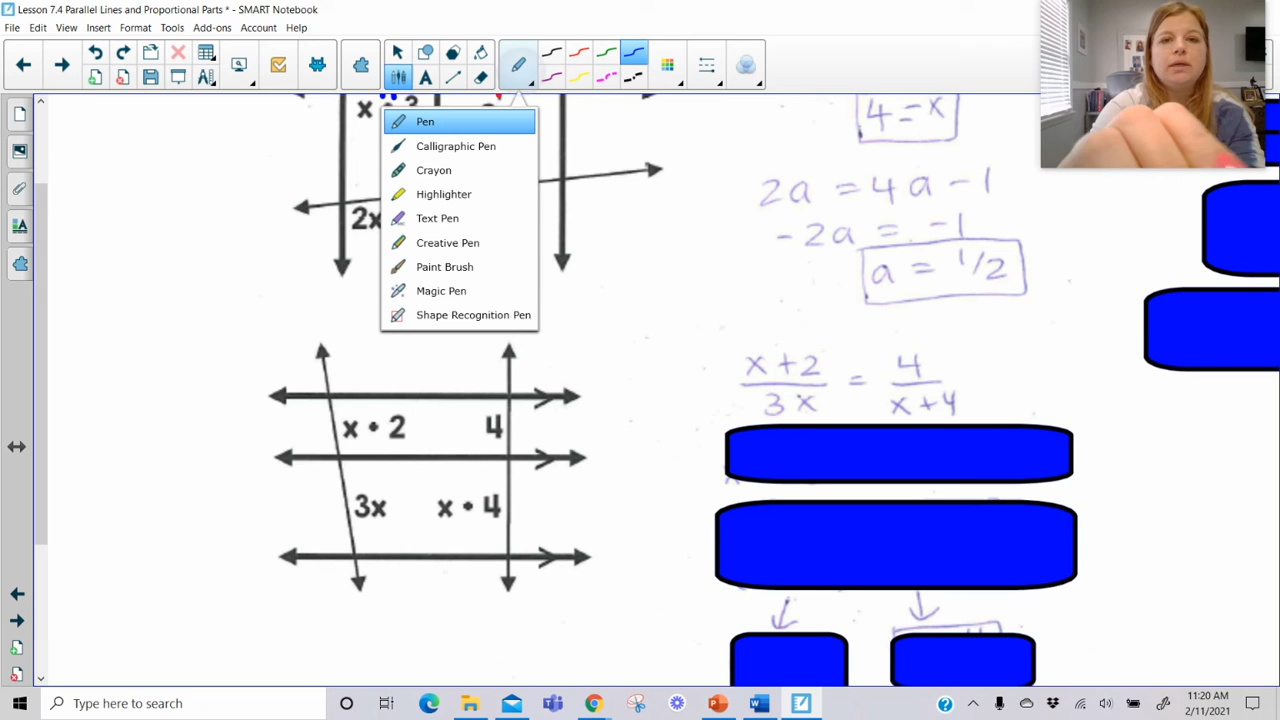 Lesson 7.4 Parallel Lines and Proportional Parts * - SMART Notebook
File Edit View Insert Format Tools Add-ons Account Help
Pen
Calligraphic Pen
Crayon
Highlighter
Text Pen
Creative Pen
Paint Brush
Magic Pen
Shape Recognition Pen
x
2x
4 = x
2a = 4a - 1
-2a = -1
a = 1/2
x + 2 / 3x = 4 / x + 4
x + 2 4
3x x + 4
Type here to search
11:20 AM
2/11/2021